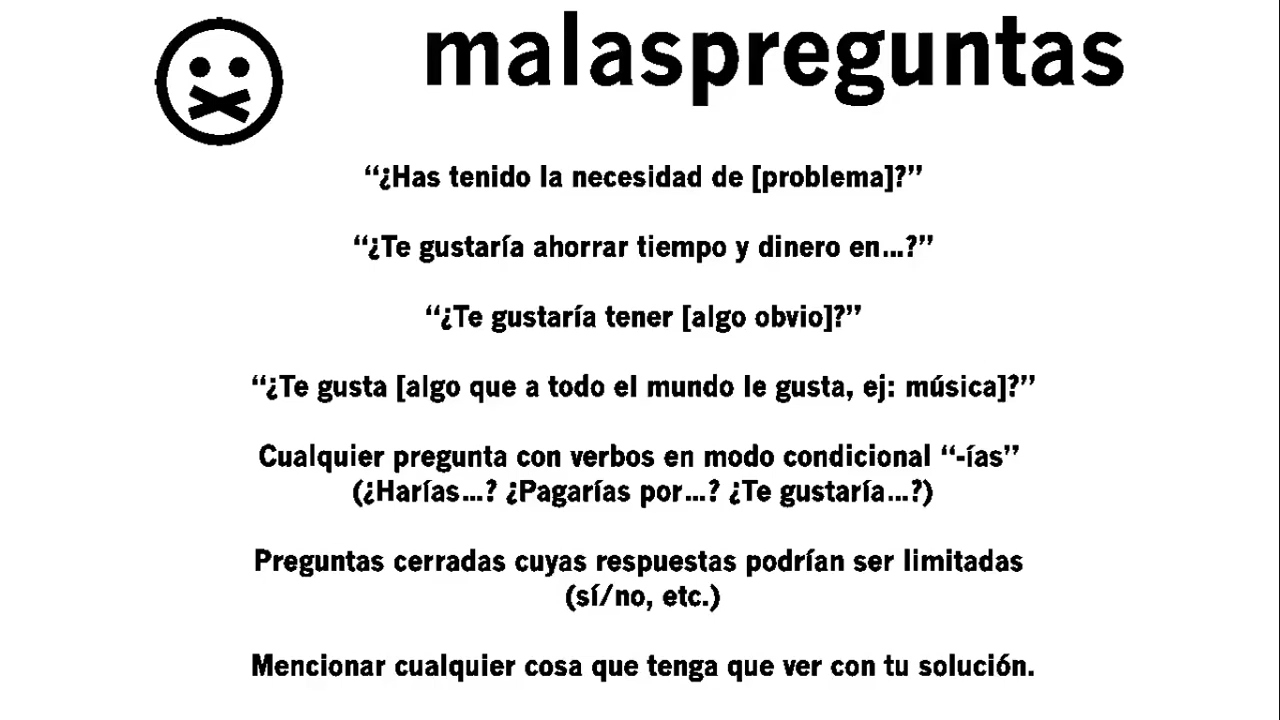 malaspreguntas
“¿Has tenido la necesidad de [problema]?”
“¿Te gustaría ahorrar tiempo y dinero en...?”
“¿Te gustaría tener [algo obvio]?”
“¿Te gusta [algo que a todo el mundo le gusta, ej: música]?”
Cualquier pregunta con verbos en modo condicional “-ías”
(¿Harías...? ¿Pagarías por...? ¿Te gustaría...?)
Preguntas cerradas cuyas respuestas podrían ser limitadas
(sí/no, etc.)
Mencionar cualquier cosa que tenga que ver con tu solución.